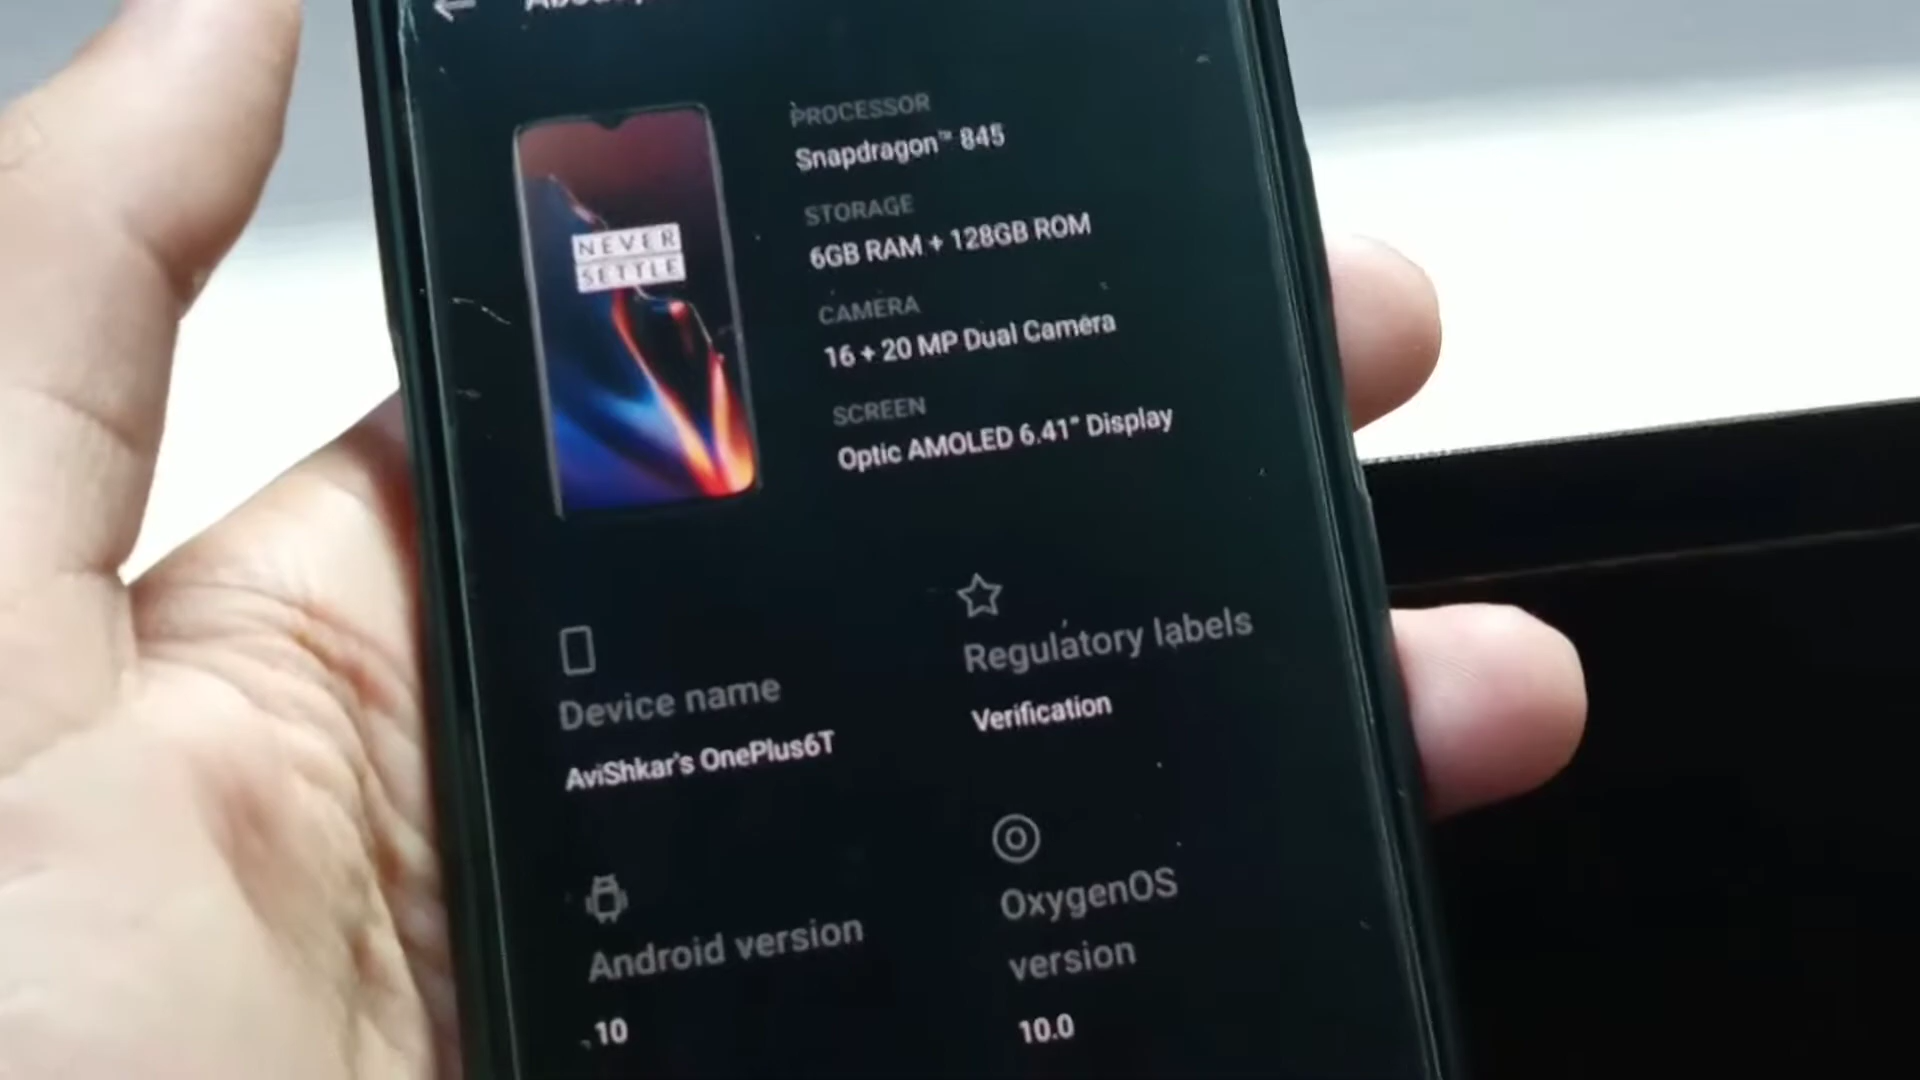 NEVER
SETTLE
PROCESSOR
Snapdragon™ 845
STORAGE
6GB RAM + 128GB ROM
CAMERA
16 + 20 MP Dual Camera
SCREEN
Optic AMOLED 6.41" Display
Device name
AviShkar's OnePlus6T
Regulatory labels
Verification
Android version
10
OxygenOS
version
10.0